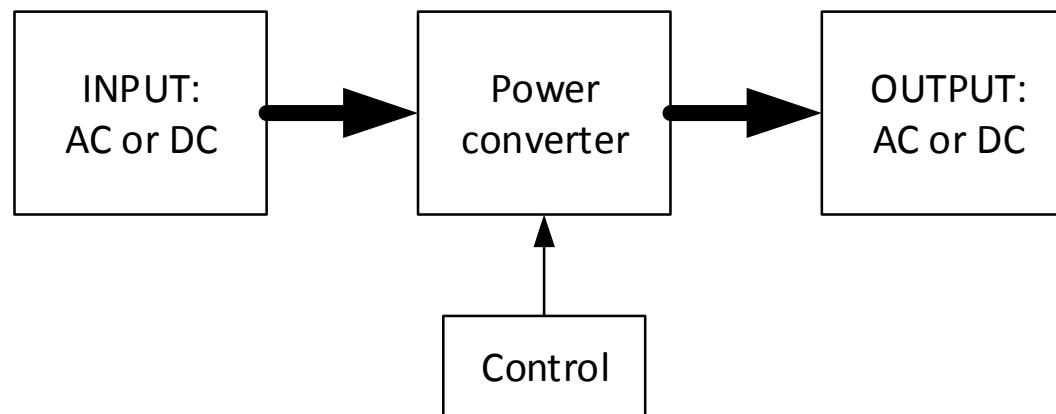 INPUT:
AC or DC
Power
converter
OUTPUT:
AC or DC
Control